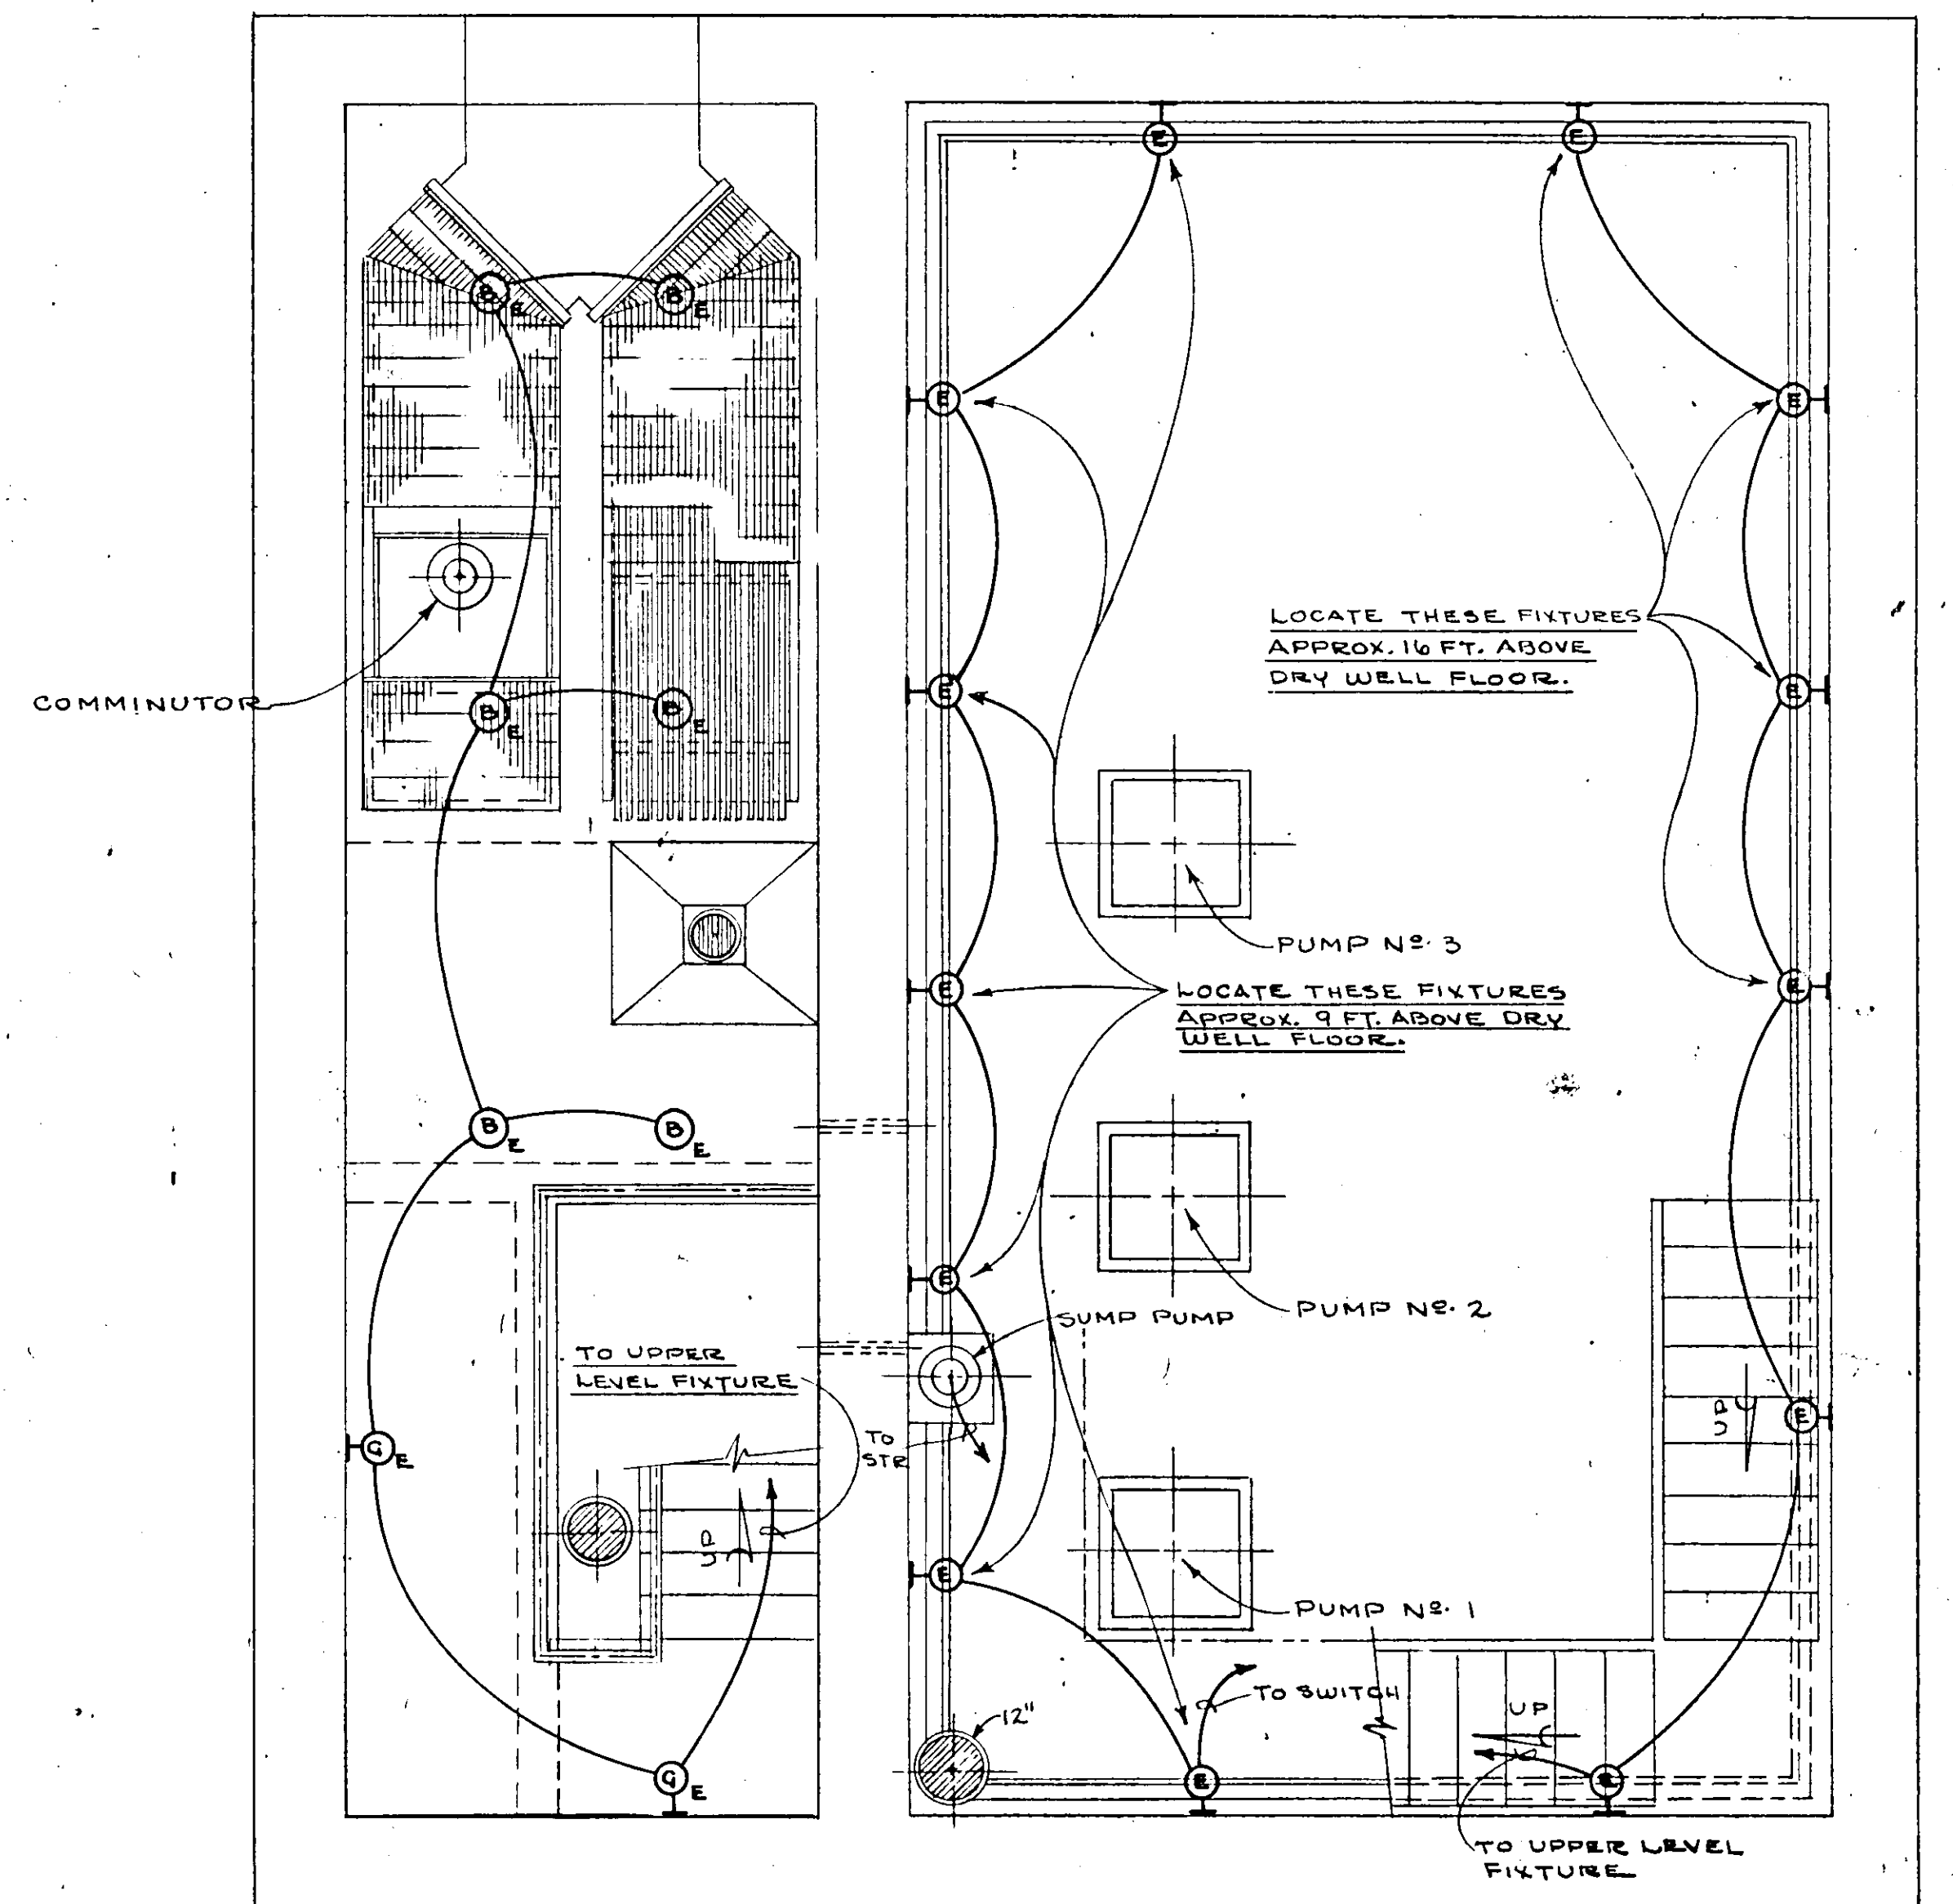 E
E
B
E
B
E
E
E
LOCATE THESE FIXTURES
APPROX. 16 FT. ABOVE
DRY WELL FLOOR.
E
E
COMMINUTOR
B
E
B
E
PUMP Nº. 3
E
LOCATE THESE FIXTURES
APPROX. 9 FT. ABOVE DRY
WELL FLOOR.
E
B
E
B
E
E
SUMP PUMP
PUMP Nº. 2
TO UPPER
LEVEL FIXTURE
UP
E
TO
STR
G
E
UP
E
PUMP Nº. 1
TO SWITCH
12"
UP
G
E
E
E
TO UPPER LEVEL
FIXTURE